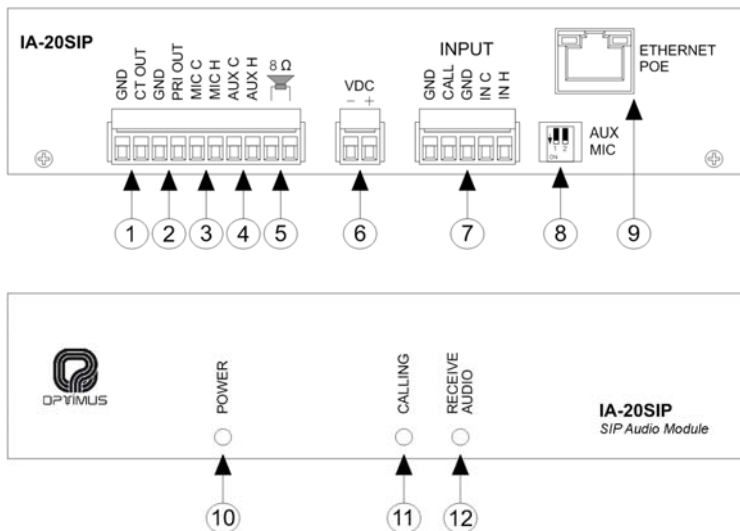 IA-20SIP
GND
CT OUT
GND
PRI OUT
MIC C
MIC H
AUX C
AUX H
8 Ω
VDC
- +
INPUT
GND
CALL
GND
IN C
IN H
1 2
ON
AUX
MIC
ETHERNET
POE
1
2
3
4
5
6
7
8
9
OPTIMUS
POWER
CALLING
RECEIVE
AUDIO
IA-20SIP
SIP Audio Module
10
11
12